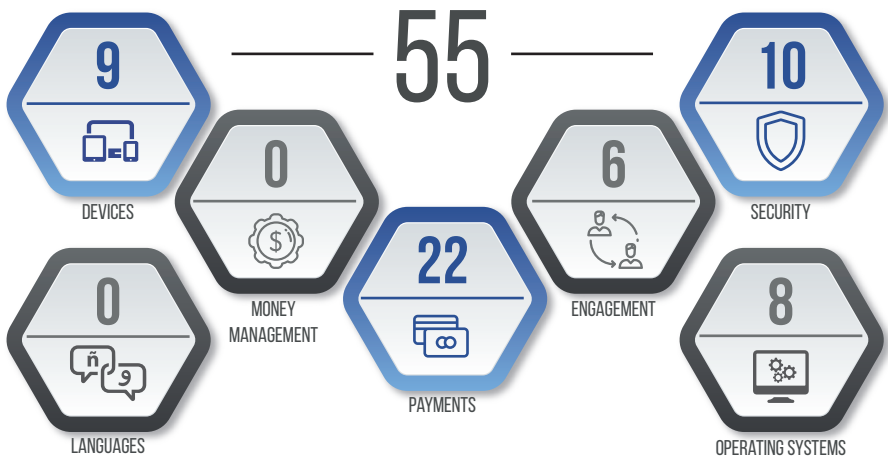 55
9
DEVICES
0
MONEY
MANAGEMENT
22
PAYMENTS
6
ENGAGEMENT
10
SECURITY
0
ñ
و
LANGUAGES
$
8
OPERATING SYSTEMS